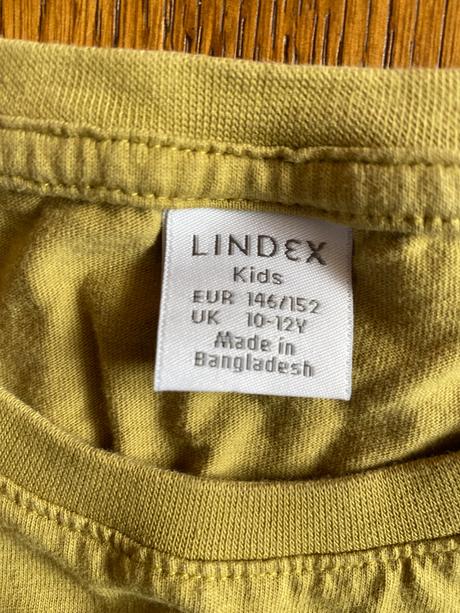 LINDEX
Kids
EUR 146/152
UK 10-12Y
Made in
Bangladesh